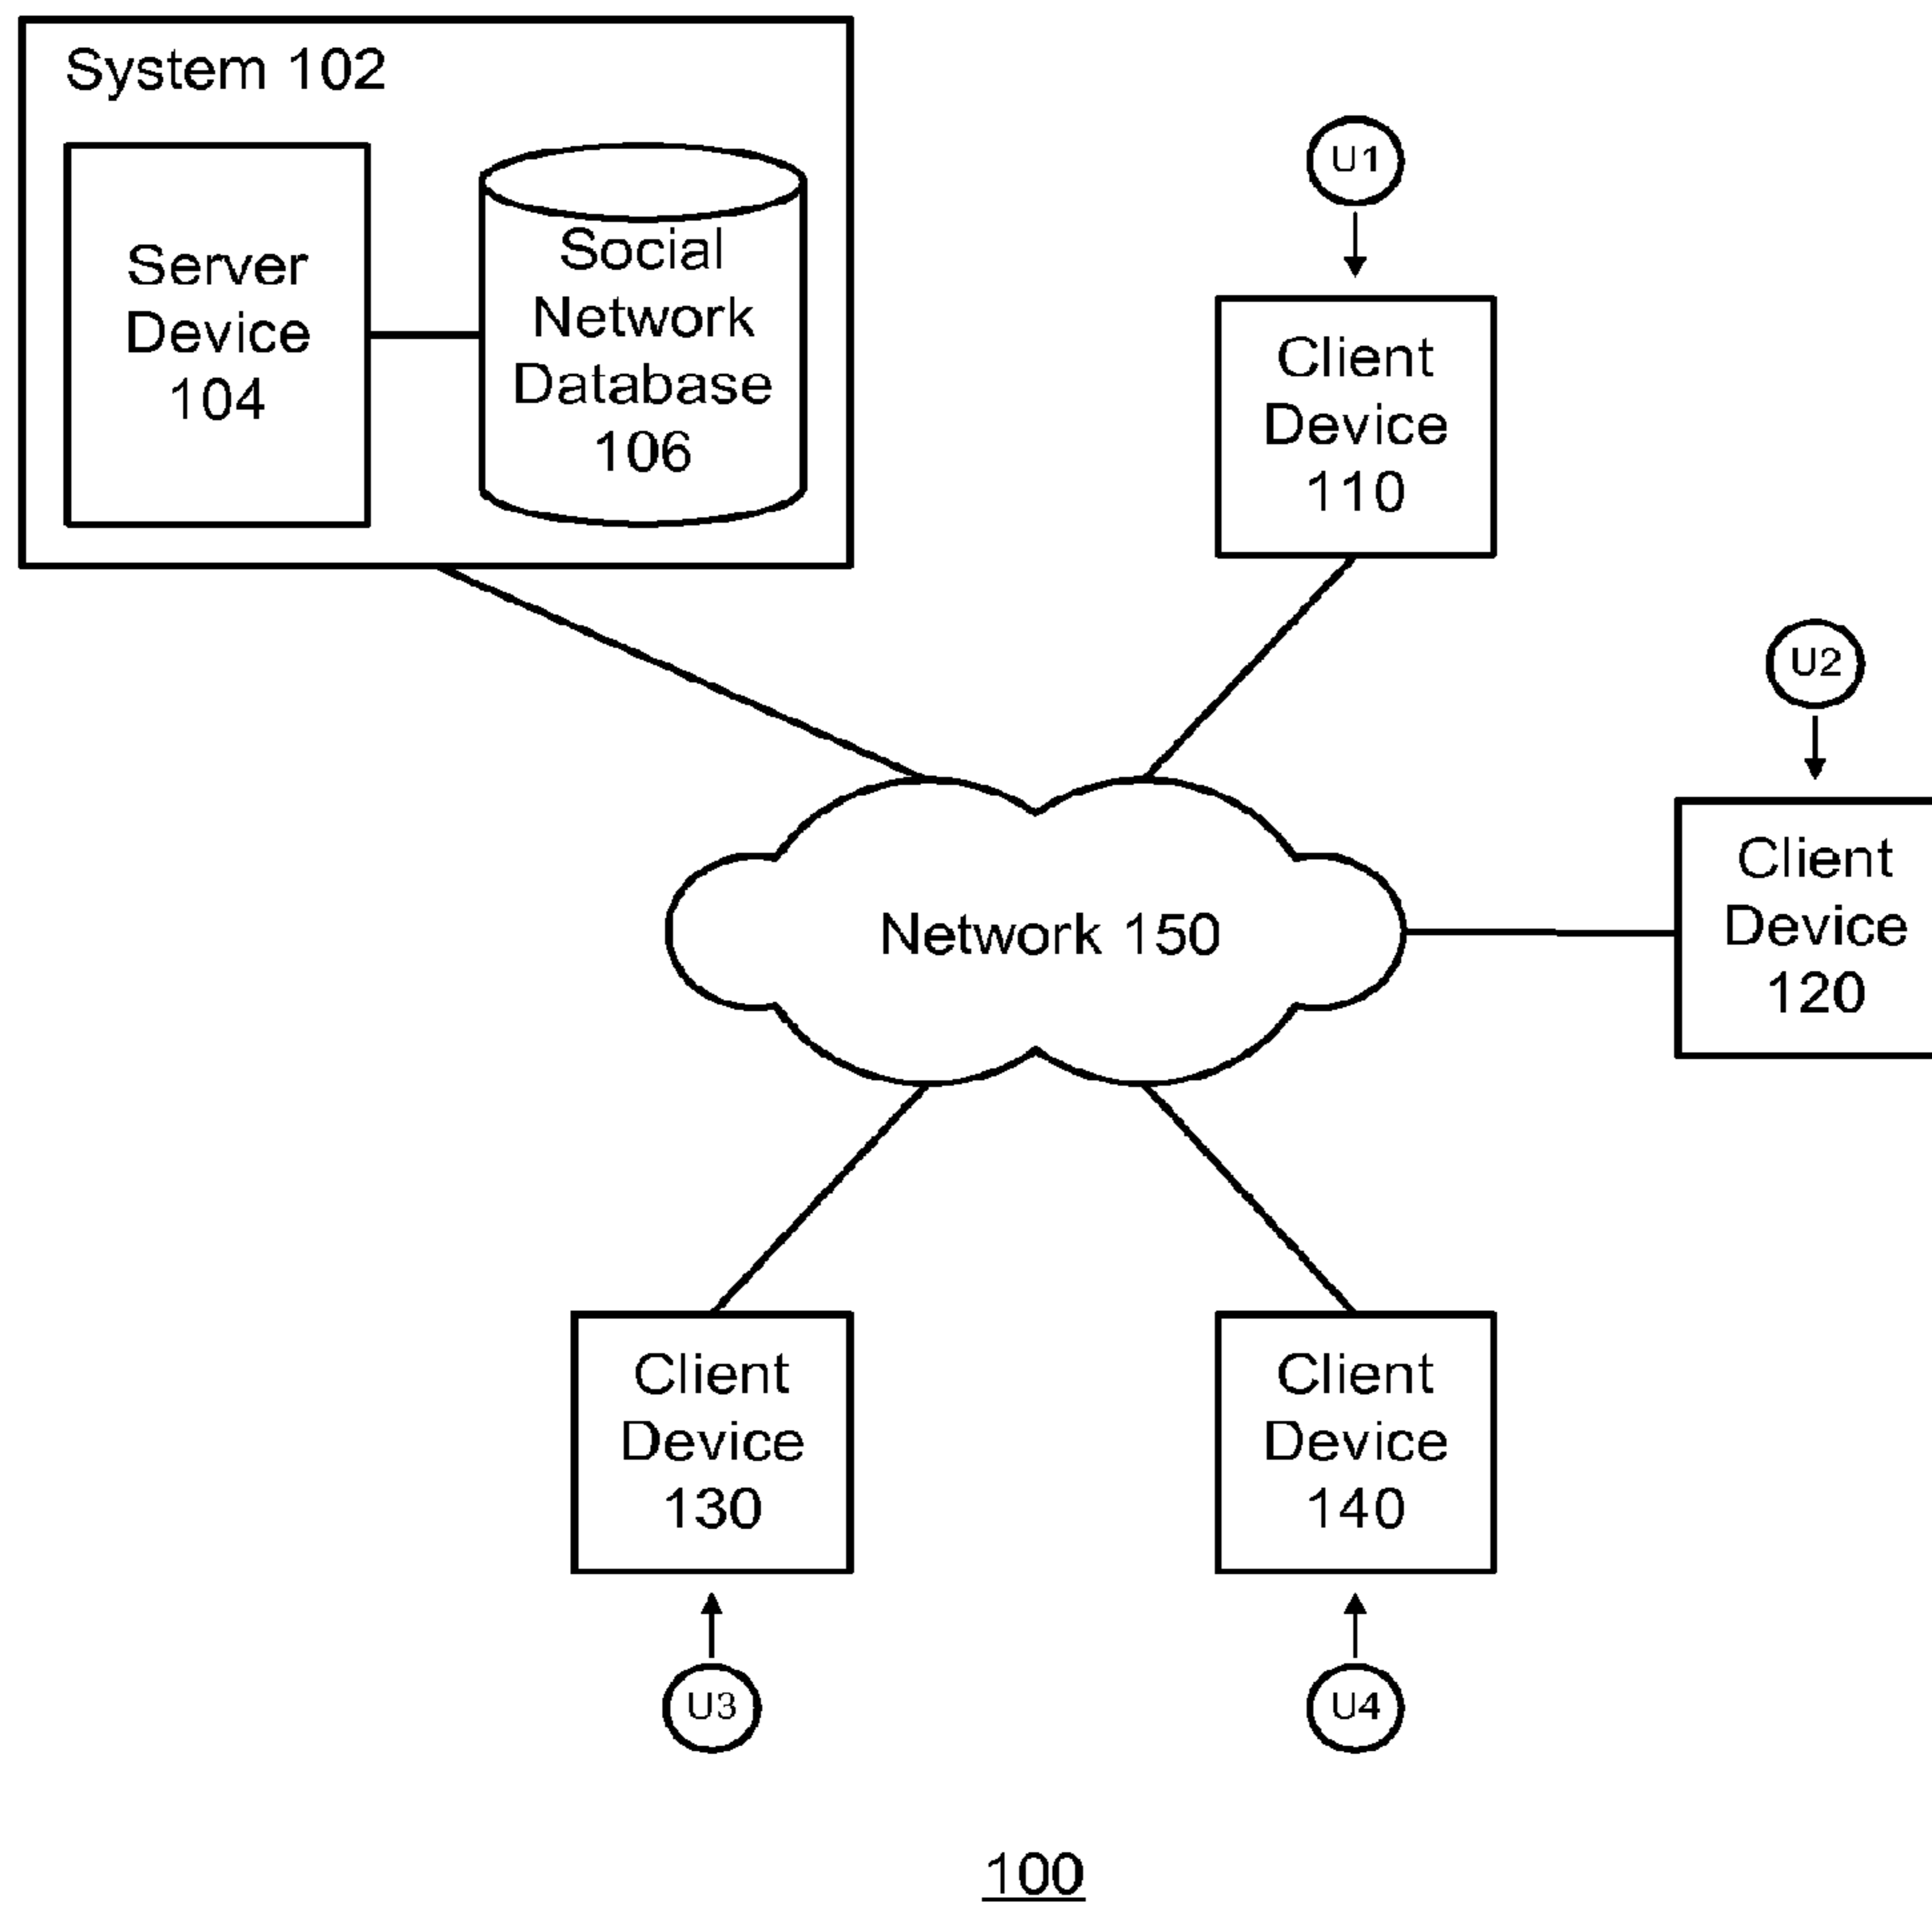 System 102
Server
Device
104
Social
Network
Database
106
U1
Client
Device
110
U2
Client
Device
120
Network 150
Client
Device
130
Client
Device
140
U3
U4
100